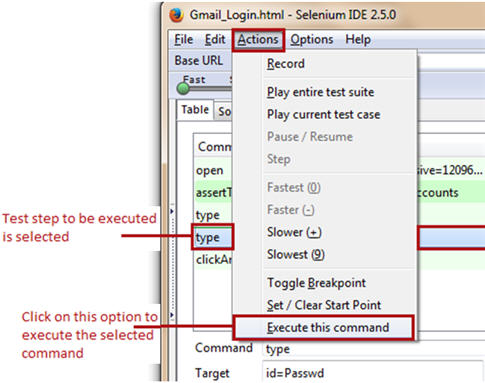 Gmail_Login.html - Selenium IDE 2.5.0
File Edit Actions Options Help
Base URL
Fast
Record
Play entire test suite
Play current test case
Pause / Resume
Step
Fastest (0)
Faster (-)
Slower (+)
Slowest (9)
Toggle Breakpoint
Set / Clear Start Point
Execute this command
Table So
Comm
open sive=12096...
assertT ccounts
type
type
clickAn
Command type
Target id=Passwd
Test step to be executed
is selected
Click on this option to
execute the selected
command